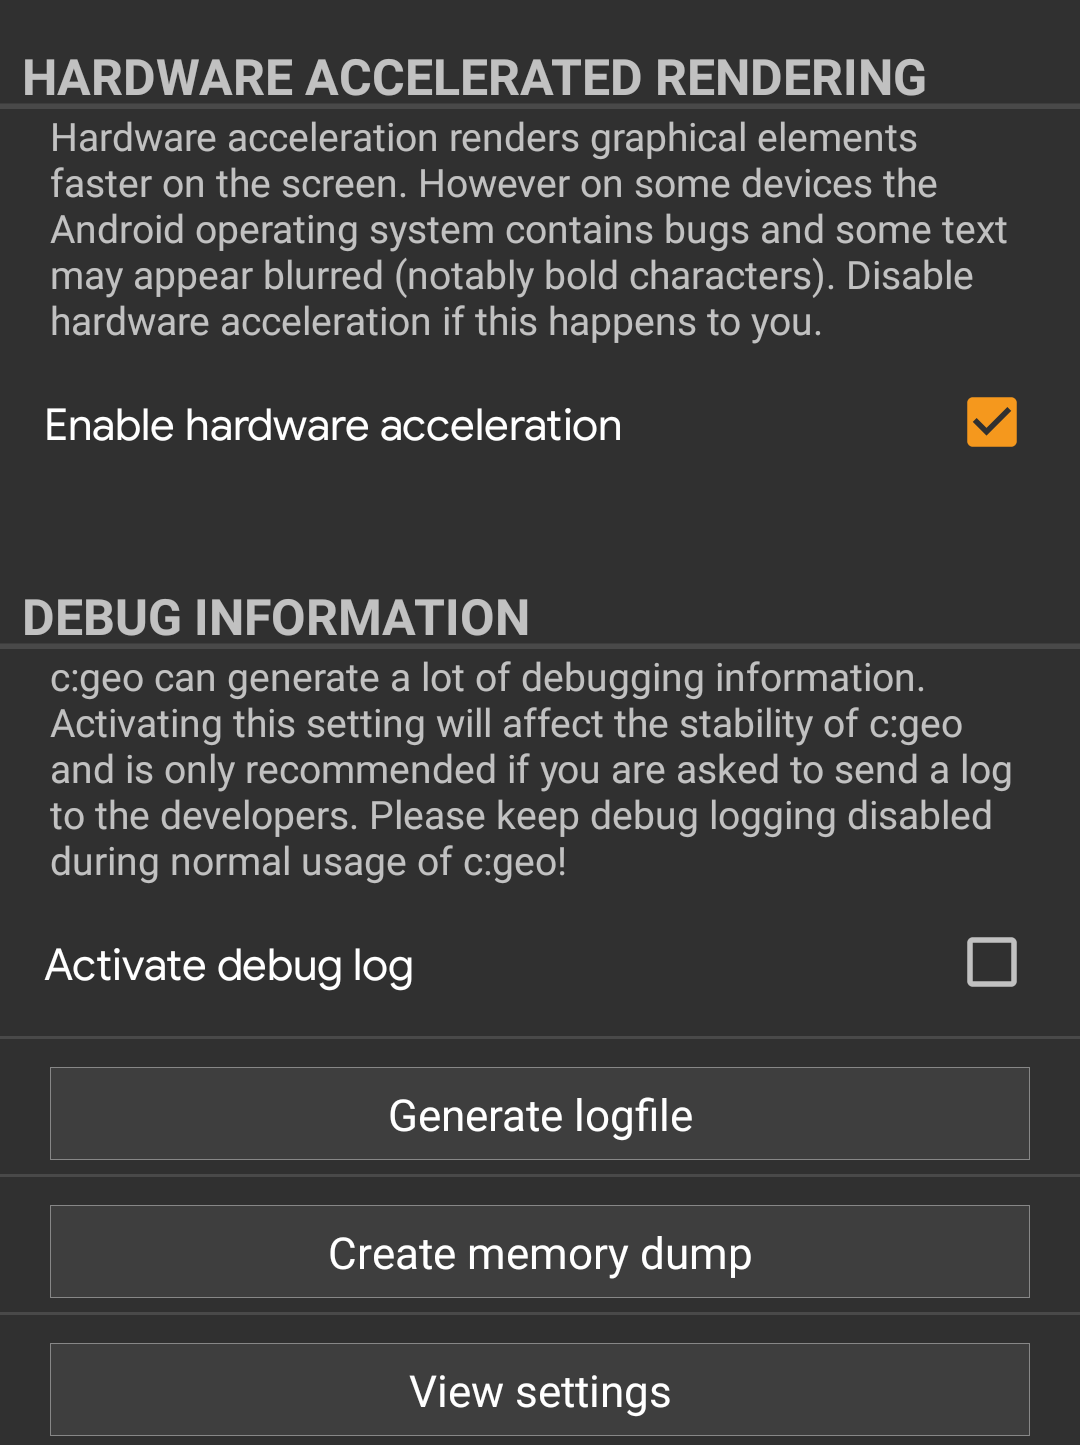 HARDWARE ACCELERATED RENDERING
Hardware acceleration renders graphical elements
faster on the screen. However on some devices the
Android operating system contains bugs and some text
may appear blurred (notably bold characters). Disable
hardware acceleration if this happens to you.
Enable hardware acceleration
DEBUG INFORMATION
c:geo can generate a lot of debugging information.
Activating this setting will affect the stability of c:geo
and is only recommended if you are asked to send a log
to the developers. Please keep debug logging disabled
during normal usage of c:geo!
Activate debug log
Generate logfile
Create memory dump
View settings